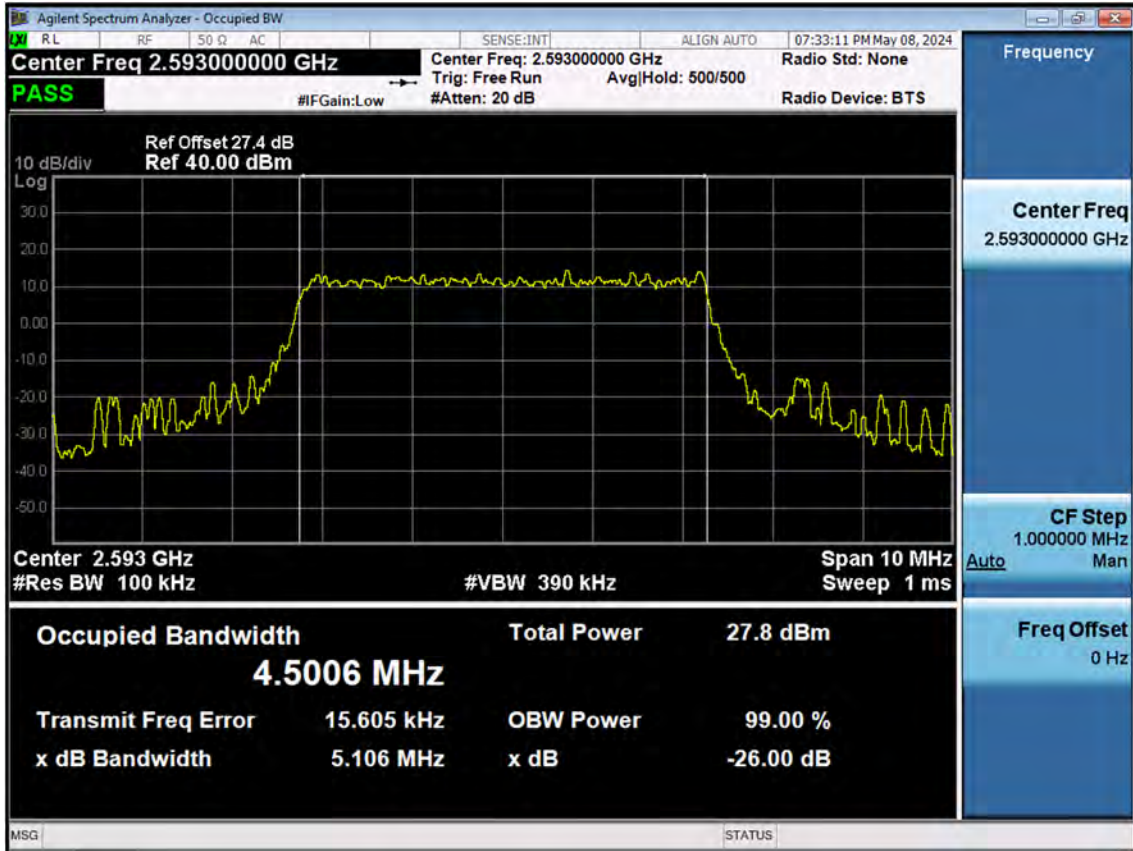 Agilent Spectrum Analyzer - Occupied BW
LXI RL RF 50 Ω AC SENSE:INT ALIGN AUTO 07:33:11 PM May 08, 2024
Center Freq 2.593000000 GHz
Center Freq: 2.593000000 GHz
Radio Std: None
Trig: Free Run
Avg|Hold: 500/500
PASS
#IFGain:Low
#Atten: 20 dB
Radio Device: BTS
Ref Offset 27.4 dB
10 dB/div
Ref 40.00 dBm
Log
30.0
20.0
10.0
0.00
-10.0
-20.0
-30.0
-40.0
-50.0
Center 2.593 GHz
Span 10 MHz
#Res BW 100 kHz
#VBW 390 kHz
Sweep 1 ms
Occupied Bandwidth
Total Power 27.8 dBm
4.5006 MHz
Transmit Freq Error 15.605 kHz
OBW Power 99.00 %
x dB Bandwidth 5.106 MHz
x dB -26.00 dB
MSG
STATUS
Frequency
Center Freq
2.593000000 GHz
CF Step
1.000000 MHz
Auto Man
Freq Offset
0 Hz